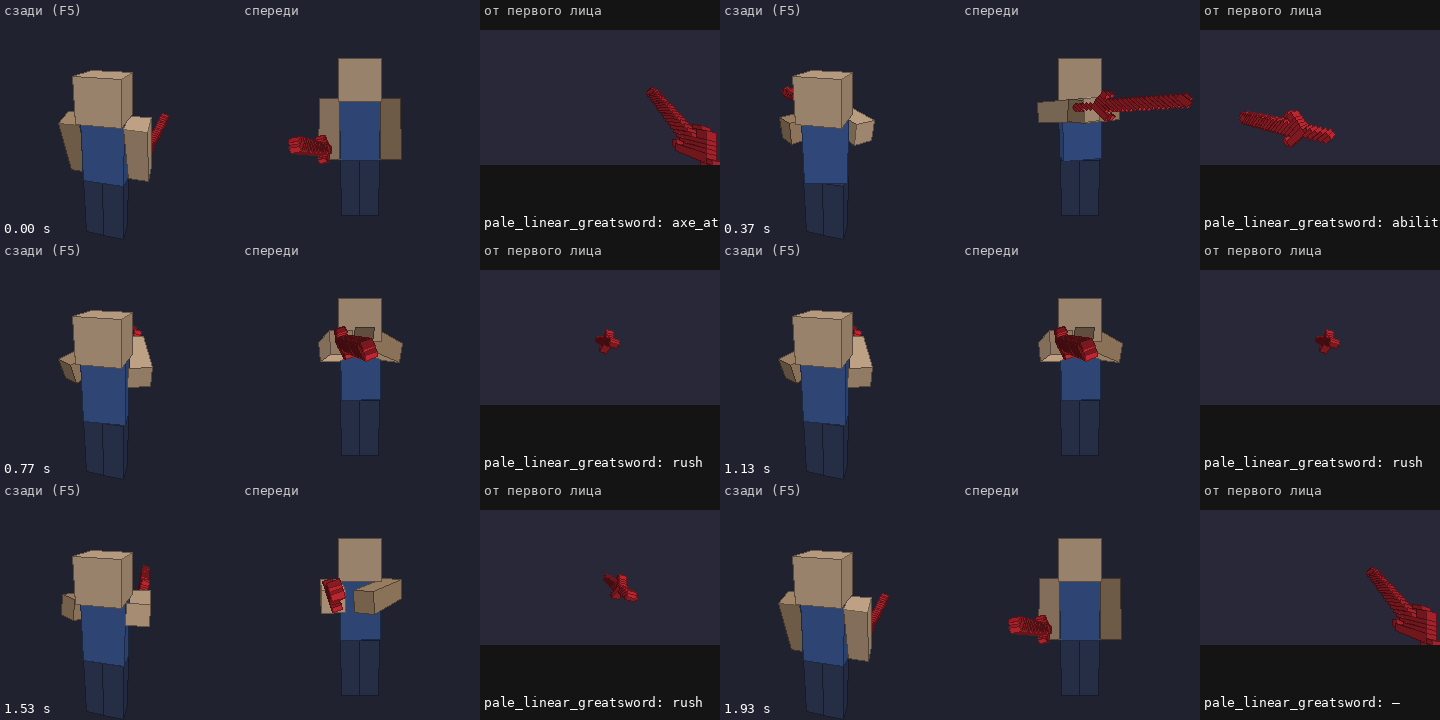 сзади (F5)
спереди
от первого лица
сзади (F5)
спереди
от первого лица
0.00 s
pale_linear_greatsword: axe_at
0.37 s
pale_linear_greatsword: abilit
сзади (F5)
спереди
от первого лица
сзади (F5)
спереди
от первого лица
0.77 s
pale_linear_greatsword: rush
1.13 s
pale_linear_greatsword: rush
сзади (F5)
спереди
от первого лица
сзади (F5)
спереди
от первого лица
1.53 s
pale_linear_greatsword: rush
1.93 s
pale_linear_greatsword: —